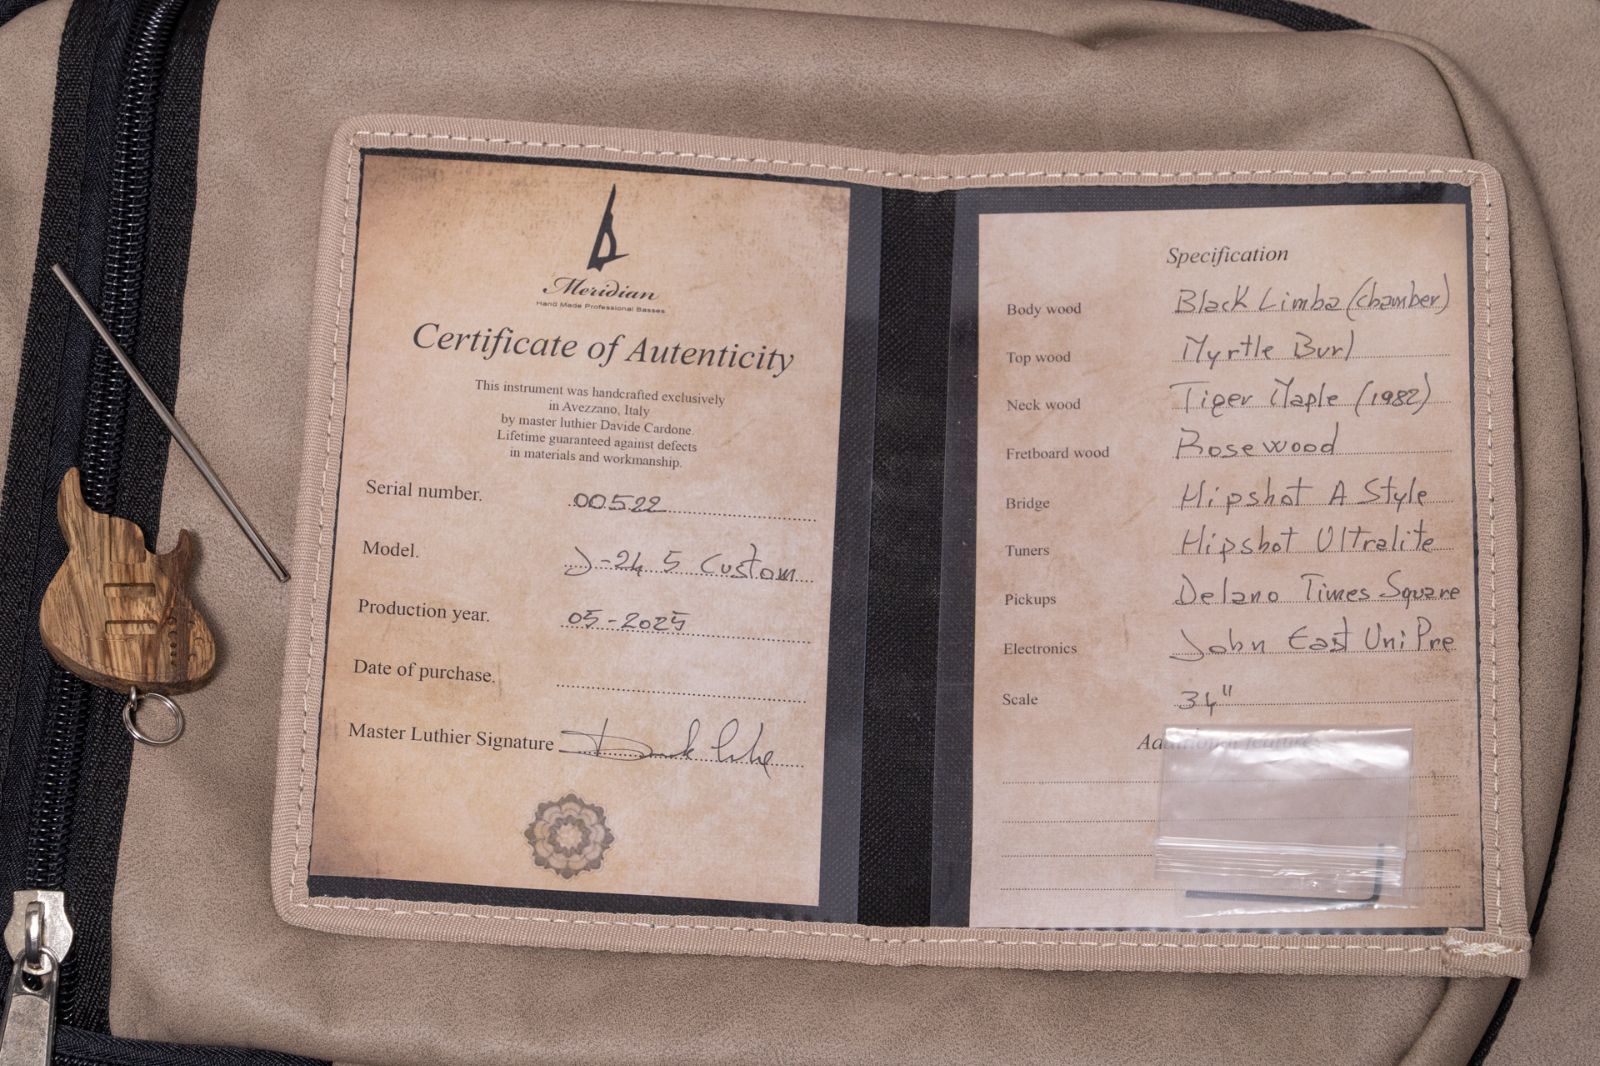 Meridian
Hand Made Professional Basses
Certificate of Autenticity
This instrument was handcrafted exclusively
in Avezzano, Italy
by master luthier Davide Cardone.
Lifetime guaranteed against defects
in materials and workmanship.
Serial number. 00522
Model. J-24 5 Custom
Production year. 05-2025
Date of purchase.
Master Luthier Signature
Specification
Body wood Black Limba (chamber)
Top wood Myrtle Burl
Neck wood Tiger Maple (1982)
Fretboard wood Rosewood
Bridge Hipshot A Style
Tuners Hipshot Ultralite
Pickups Delano Times Square
Electronics John East Uni Pre
Scale 34"
Additional features